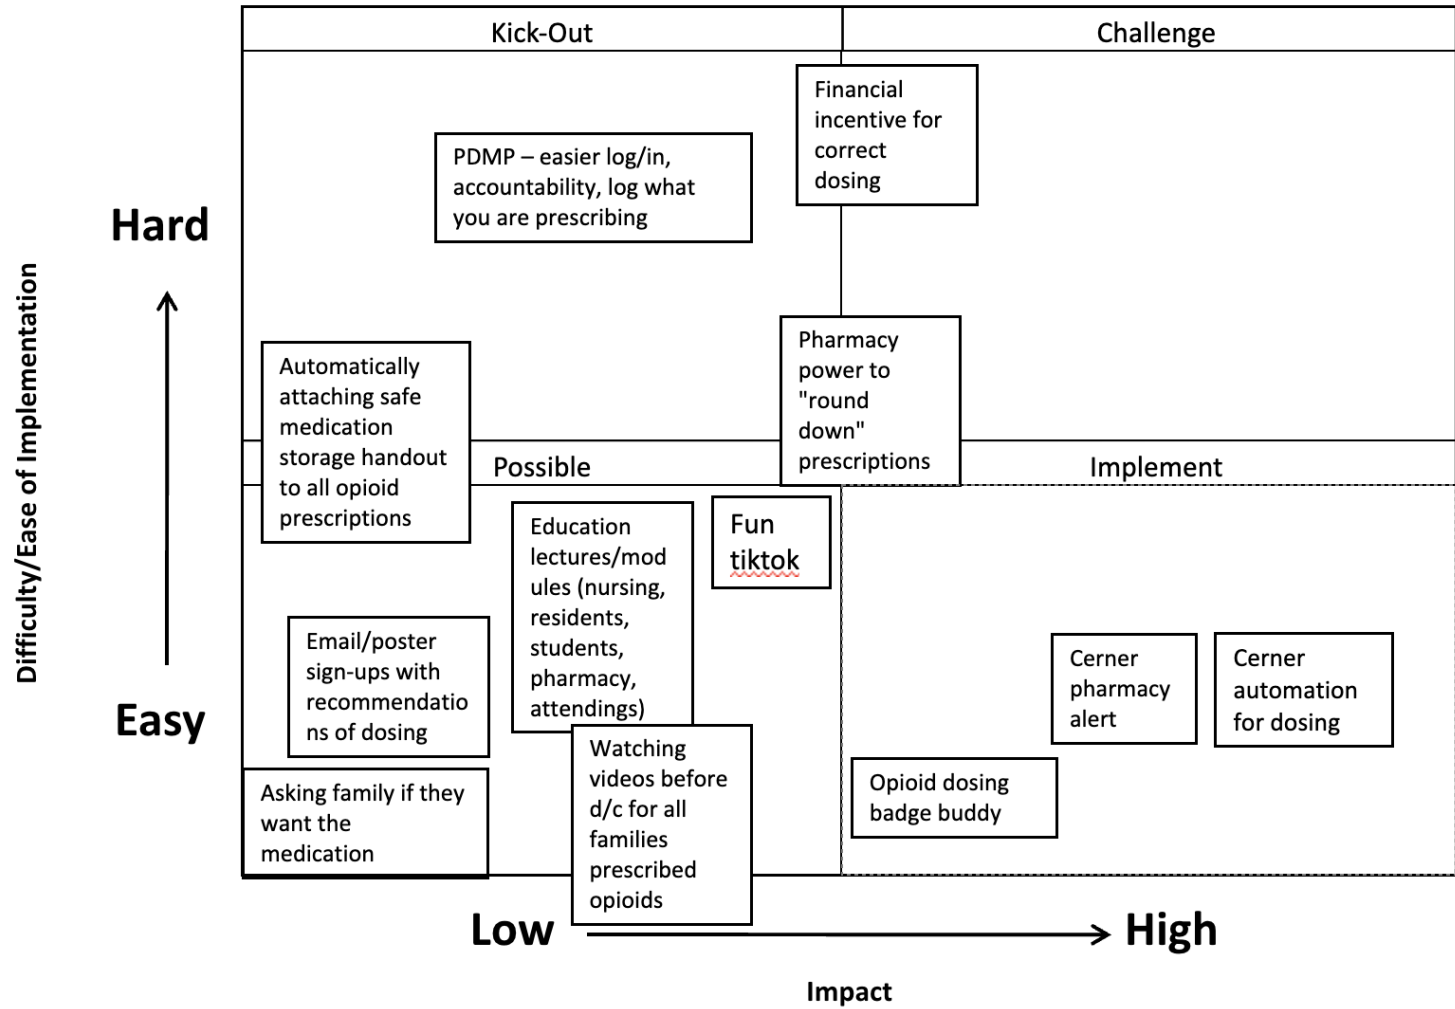 Kick-Out
Challenge
Financial
incentive for
correct
dosing
PDMP – easier log/in,
accountability, log what
you are prescribing
Hard
Difficulty/Ease of Implementation
Pharmacy
power to
"round
down"
prescriptions
Automatically
attaching safe
medication
storage handout
to all opioid
prescriptions
Possible
Implement
Education
lectures/mod
ules (nursing,
residents,
students,
pharmacy,
attendings)
Fun
tiktok
Email/poster
sign-ups with
recommendatio
ns of dosing
Cerner
pharmacy
alert
Cerner
automation
for dosing
Easy
Watching
videos before
d/c for all
families
prescribed
opioids
Opioid dosing
badge buddy
Asking family if they
want the
medication
Low
High
Impact